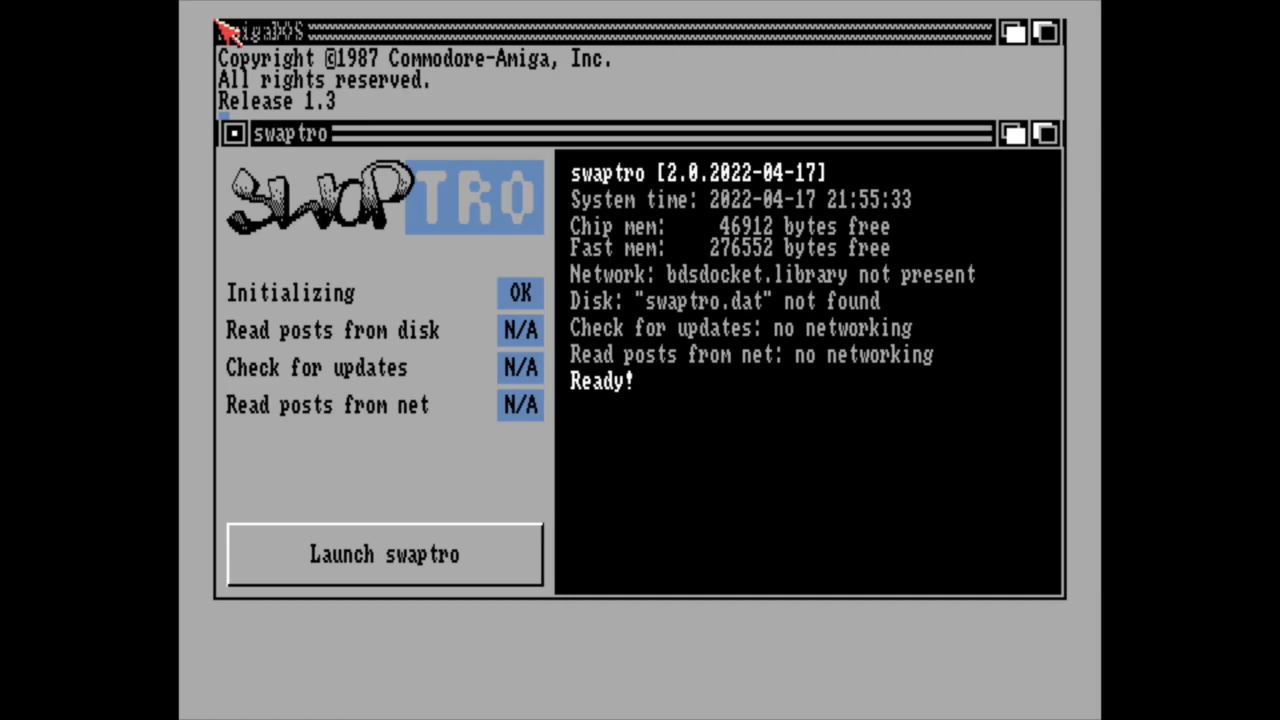 AmigaDOS
Copyright ©1987 Commodore-Amiga, Inc.
All rights reserved.
Release 1.3
swaptro
SWAPTRO
Initializing OK
Read posts from disk N/A
Check for updates N/A
Read posts from net N/A
Launch swaptro
swaptro [2.0.2022-04-17]
System time: 2022-04-17 21:55:33
Chip mem: 46912 bytes free
Fast mem: 276552 bytes free
Network: bdsdocket.library not present
Disk: "swaptro.dat" not found
Check for updates: no networking
Read posts from net: no networking
Ready!